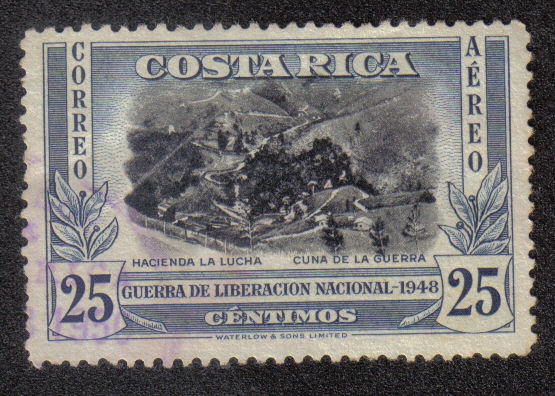 COSTA RICA
CORREO
AÉREO
HACIENDA LA LUCHA CUNA DE LA GUERRA
25 GUERRA DE LIBERACION NACIONAL-1948 25
CÉNTIMOS
WATERLOW & SONS LIMITED